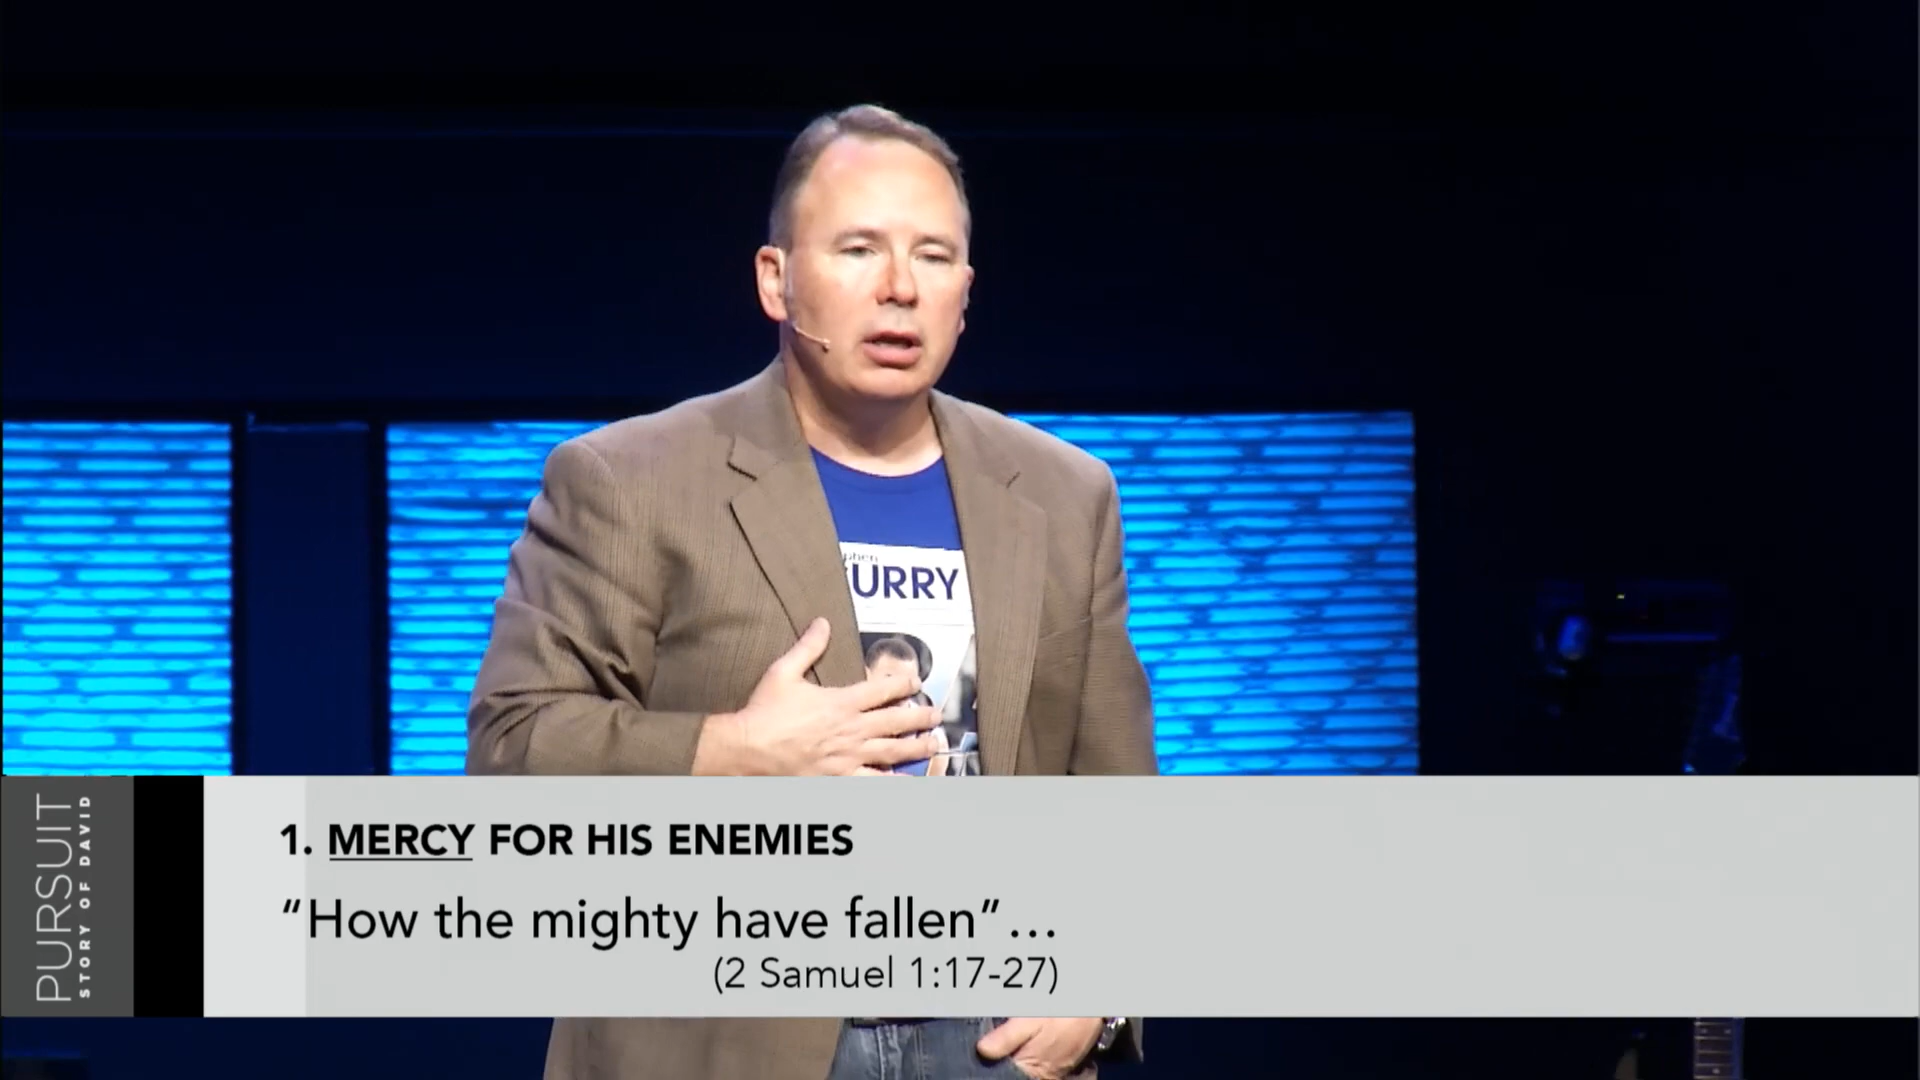 URRY
PURSUIT
STORY OF DAVID
1. MERCY FOR HIS ENEMIES
“How the mighty have fallen”...
(2 Samuel 1:17-27)